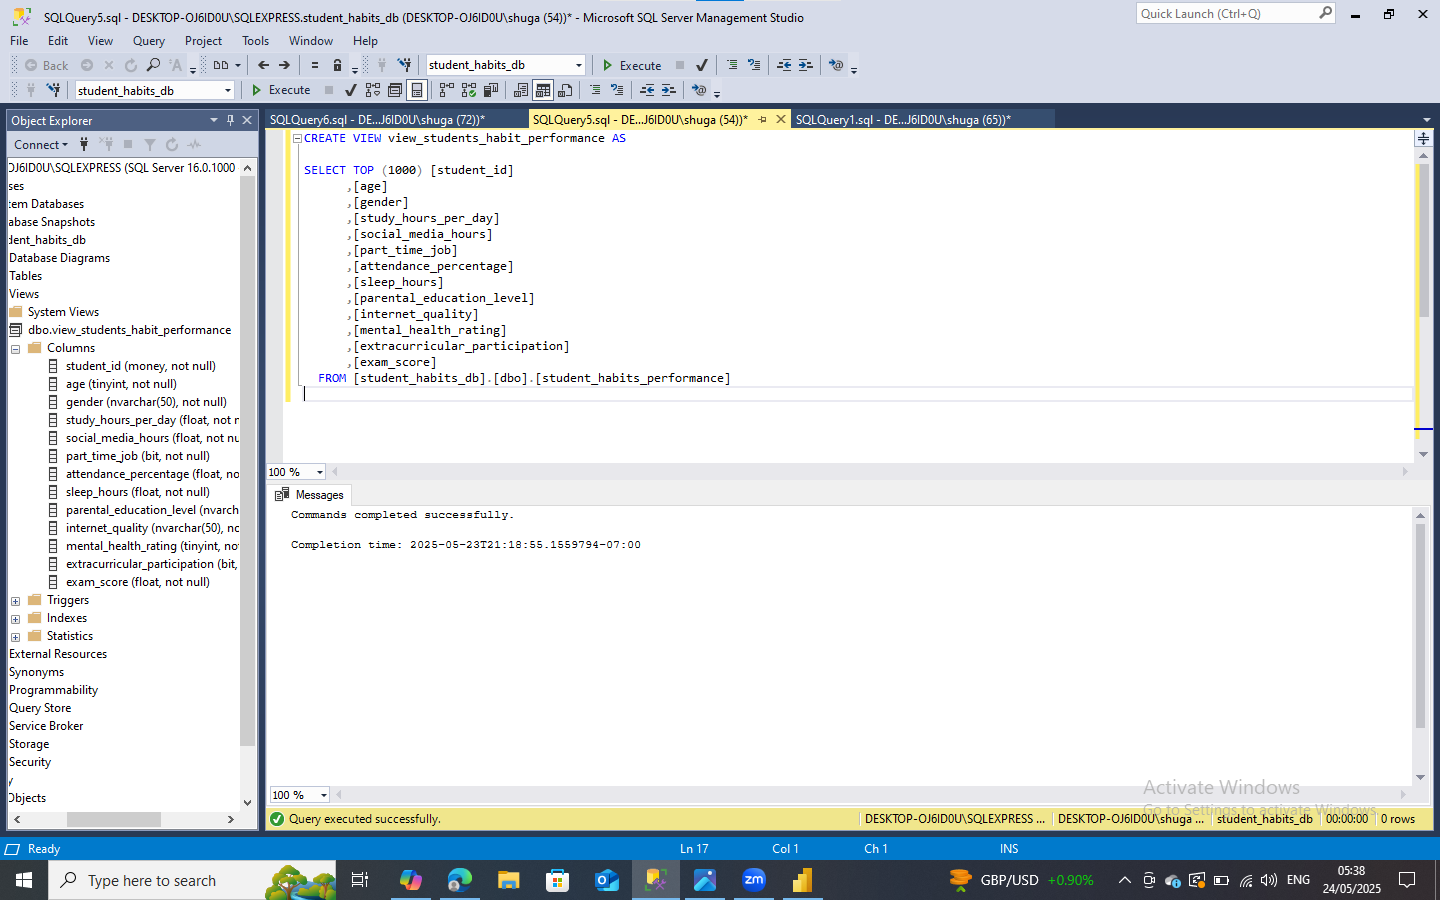 SQLQuery5.sql - DESKTOP-OJ6ID0U\SQLEXPRESS.student_habits_db (DESKTOP-OJ6ID0U\shuga (54))* - Microsoft SQL Server Management Studio
Quick Launch (Ctrl+Q)
File Edit View Query Project Tools Window Help
Back
student_habits_db
Execute
student_habits_db
Execute
Object Explorer
SQLQuery6.sql - DE...J6ID0U\shuga (72))*
SQLQuery5.sql - DE...J6ID0U\shuga (54))*
SQLQuery1.sql - DE...J6ID0U\shuga (65))*
Connect
OJ6ID0U\SQLEXPRESS (SQL Server 16.0.1000
ses
tem Databases
abase Snapshots
dent_habits_db
Database Diagrams
Tables
Views
System Views
dbo.view_students_habit_performance
Columns
student_id (money, not null)
age (tinyint, not null)
gender (nvarchar(50), not null)
study_hours_per_day (float, not n
social_media_hours (float, not nu
part_time_job (bit, not null)
attendance_percentage (float, no
sleep_hours (float, not null)
parental_education_level (nvarch
internet_quality (nvarchar(50), no
mental_health_rating (tinyint, no
extracurricular_participation (bit,
exam_score (float, not null)
Triggers
Indexes
Statistics
External Resources
Synonyms
Programmability
Query Store
Service Broker
Storage
Security
y
Objects
CREATE VIEW view_students_habit_performance AS
SELECT TOP (1000) [student_id]
,[age]
,[gender]
,[study_hours_per_day]
,[social_media_hours]
,[part_time_job]
,[attendance_percentage]
,[sleep_hours]
,[parental_education_level]
,[internet_quality]
,[mental_health_rating]
,[extracurricular_participation]
,[exam_score]
FROM [student_habits_db].[dbo].[student_habits_performance]
100 %
Messages
Commands completed successfully.
Completion time: 2025-05-23T21:18:55.1559794-07:00
100 %
Activate Windows
Go to Settings to activate Windows.
Query executed successfully.
DESKTOP-OJ6ID0U\SQLEXPRESS ...
DESKTOP-OJ6ID0U\shuga ...
student_habits_db
00:00:00
0 rows
Ready
Ln 17
Col 1
Ch 1
INS
Type here to search
zm
GBP/USD +0.90%
ENG
05:38
24/05/2025